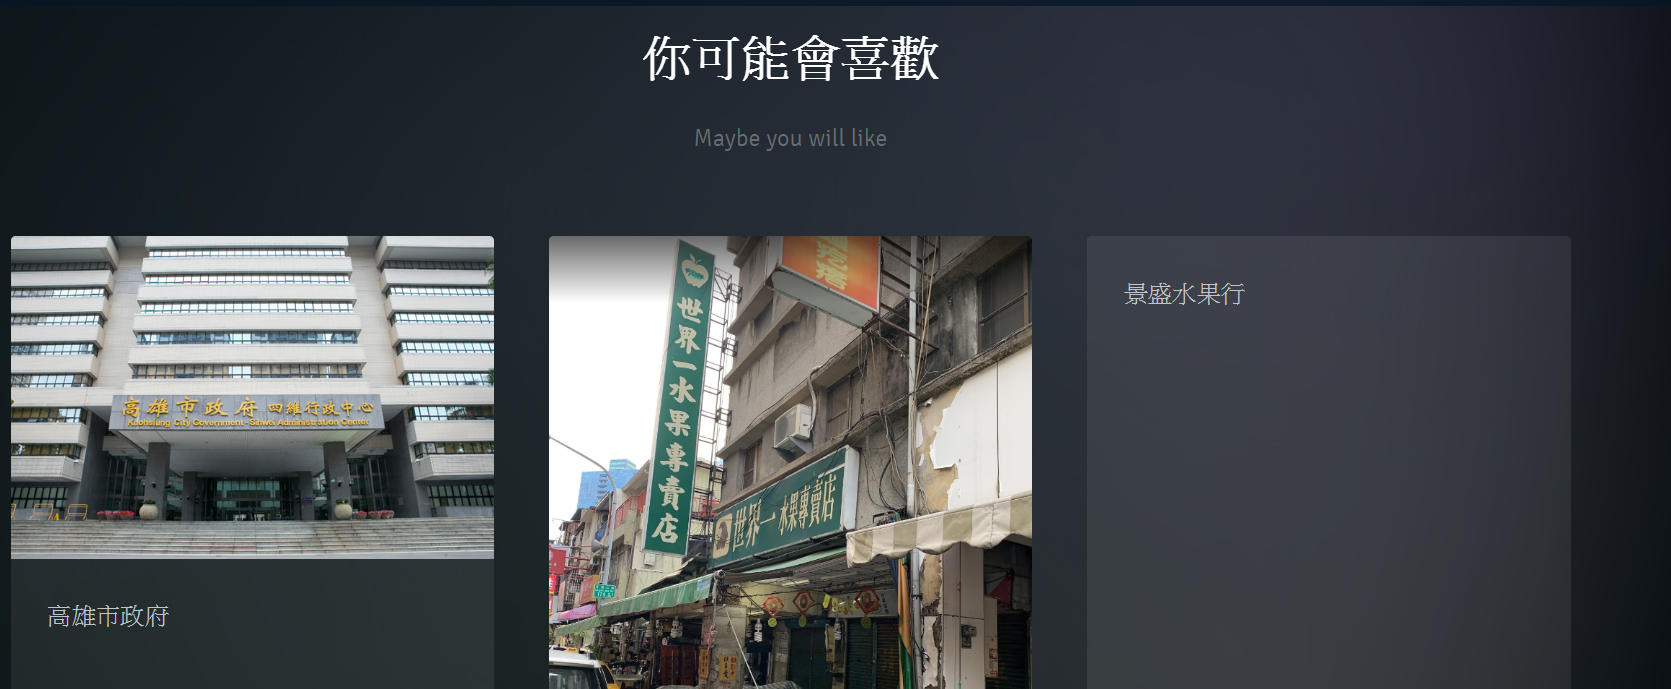 你可能會喜歡
Maybe you will like
高雄市政府 四維行政中心
Kaohsiung City Government-Sihwei Administration Center
高雄市政府
世界一水果專賣店
世界一水果專賣店
景盛水果行